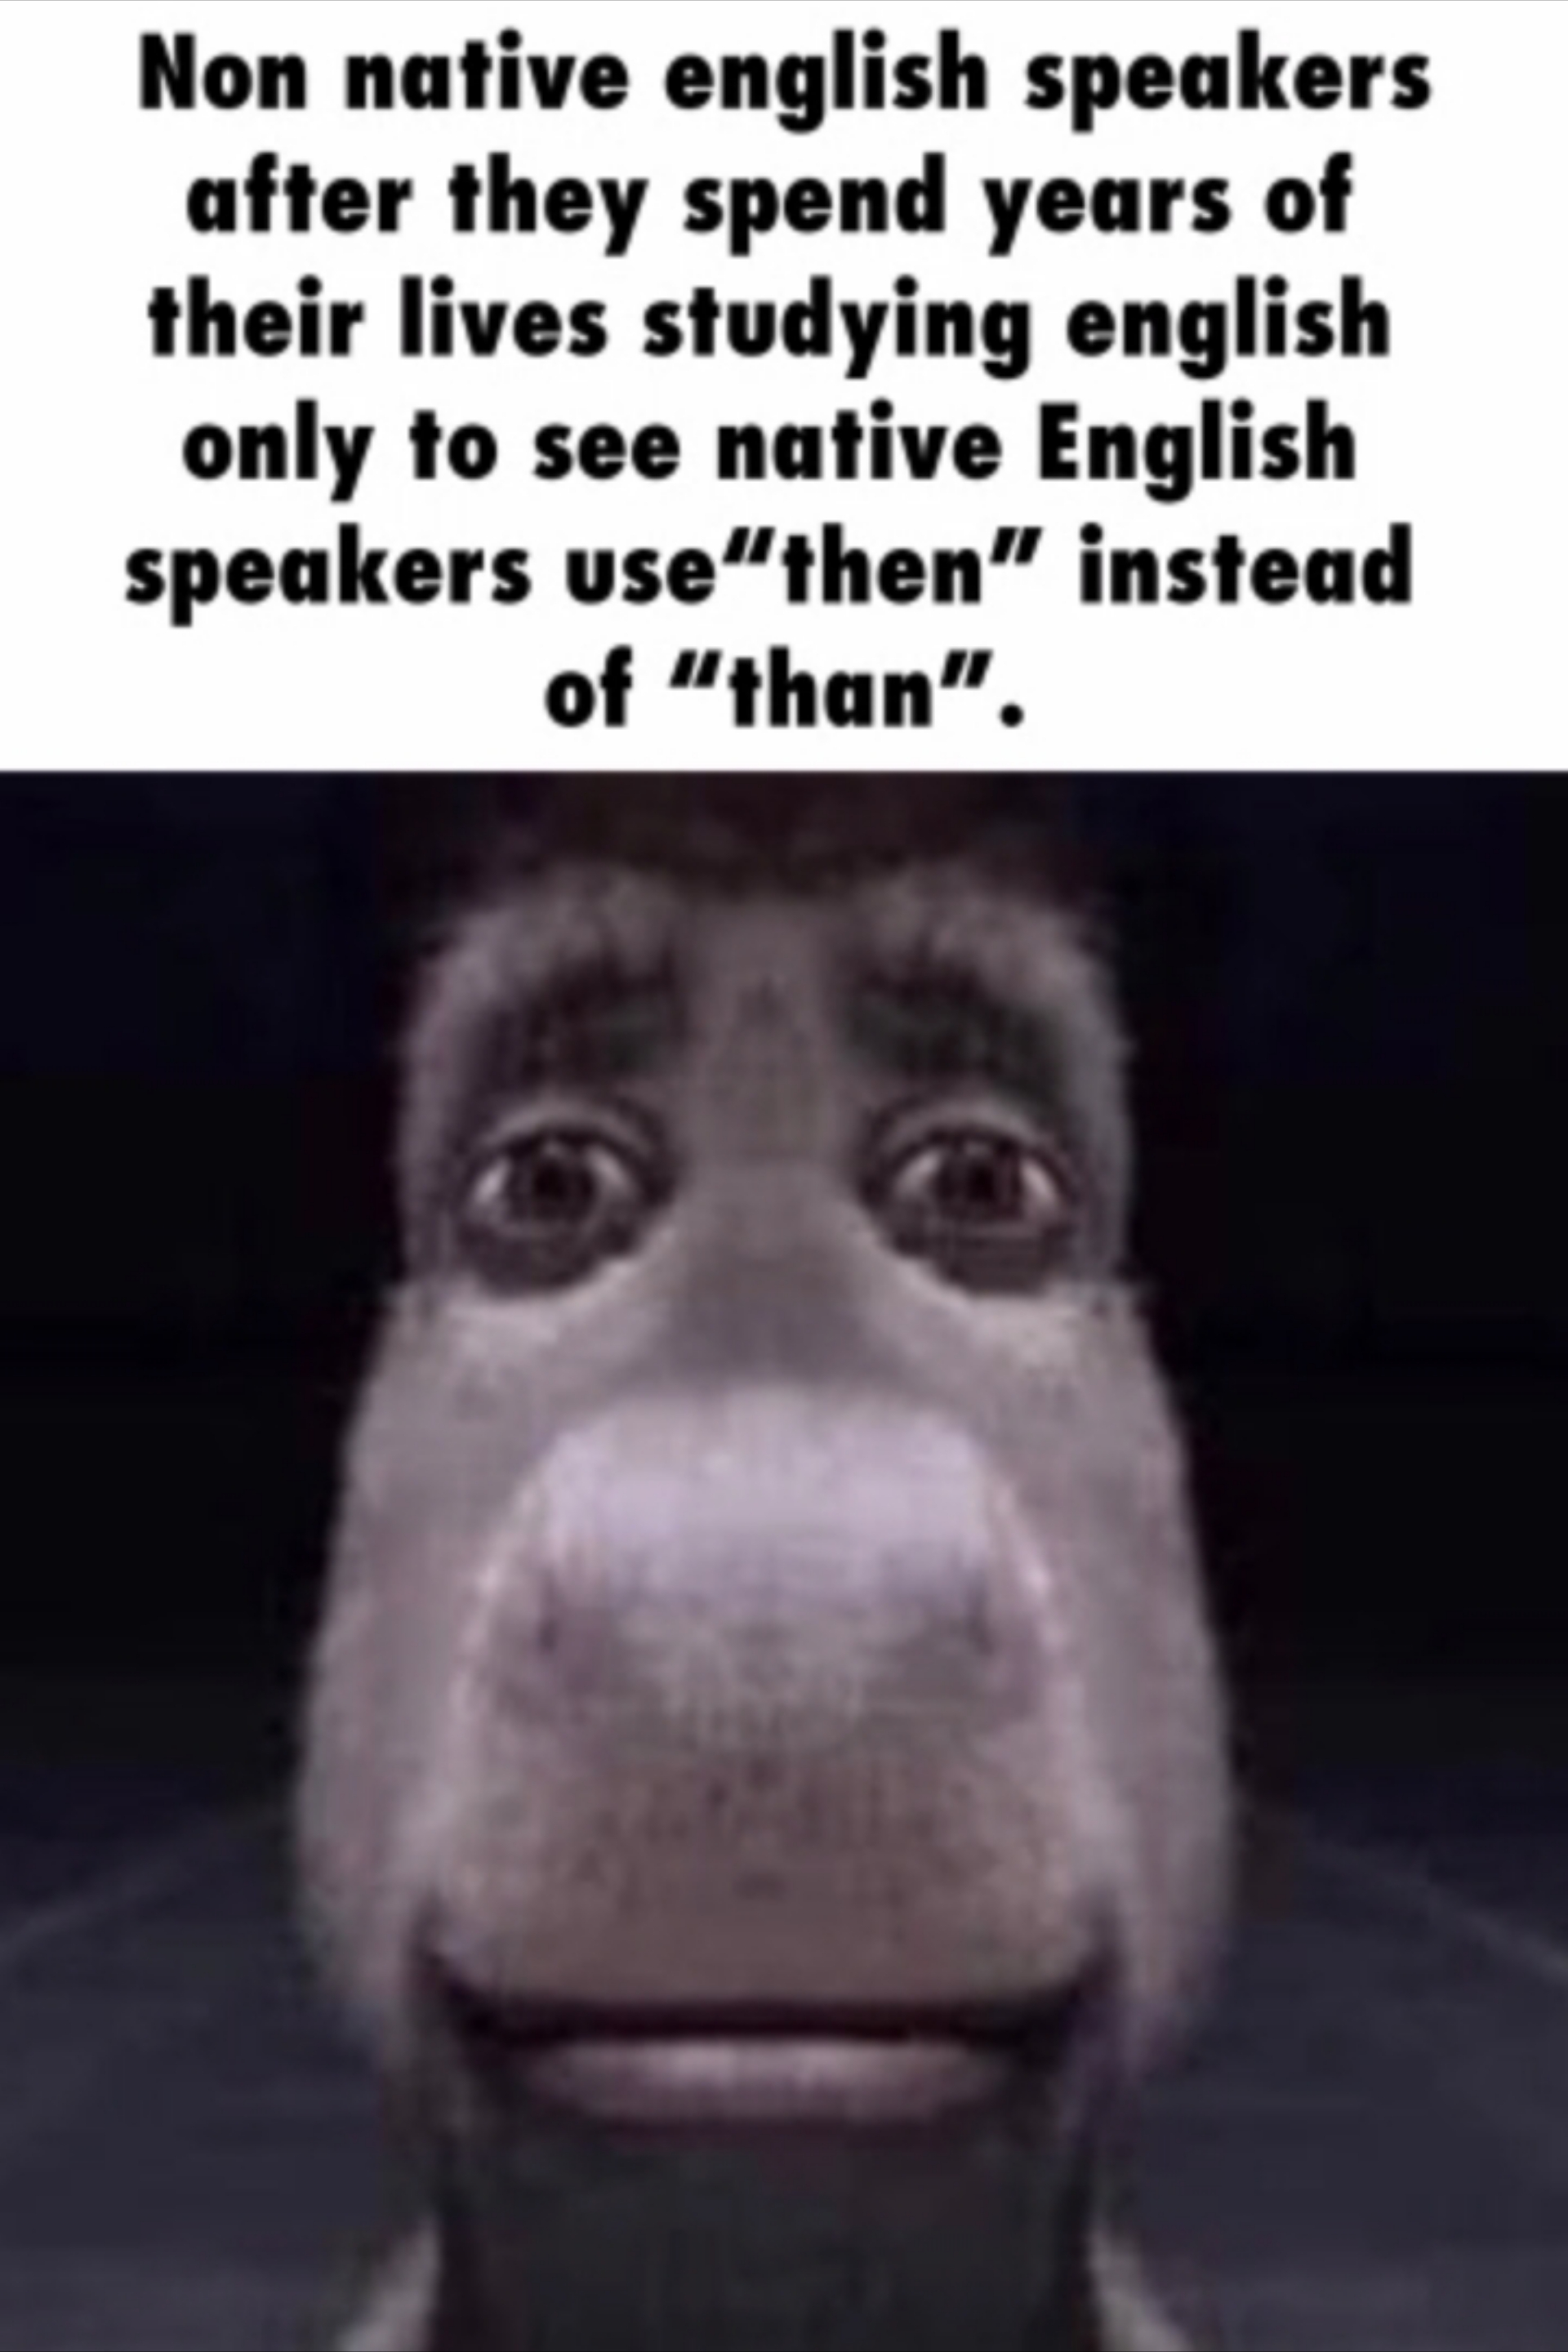 Non native english speakers
after they spend years of
their lives studying english
only to see native English
speakers use“then” instead
of “than”.